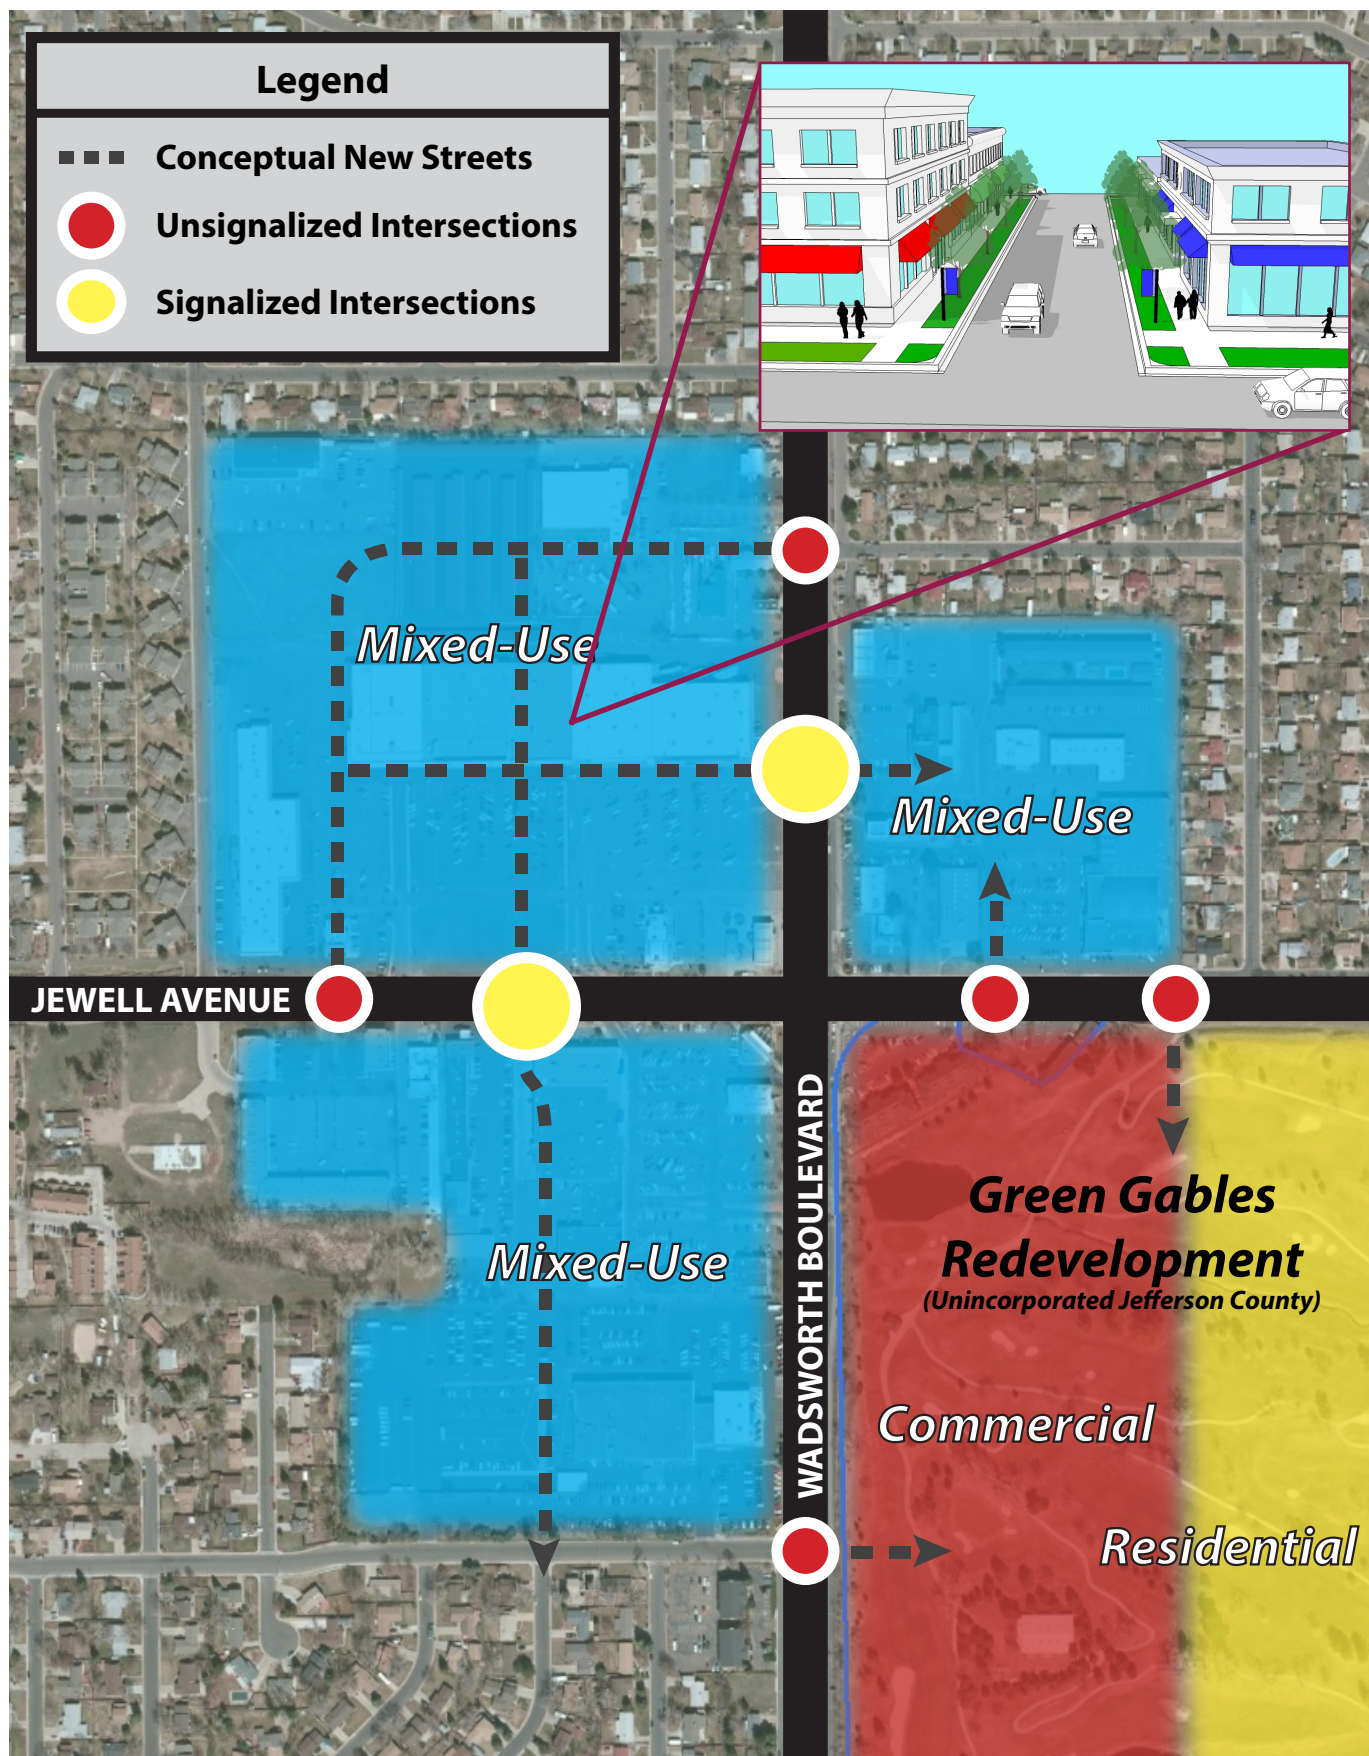 Legend
Conceptual New Streets
Unsignalized Intersections
Signalized Intersections
Mixed-Use
Mixed-Use
JEWELL AVENUE
WADSWORTH BOULEVARD
Mixed-Use
Green Gables
Redevelopment
(Unincorporated Jefferson County)
Commercial
Residential